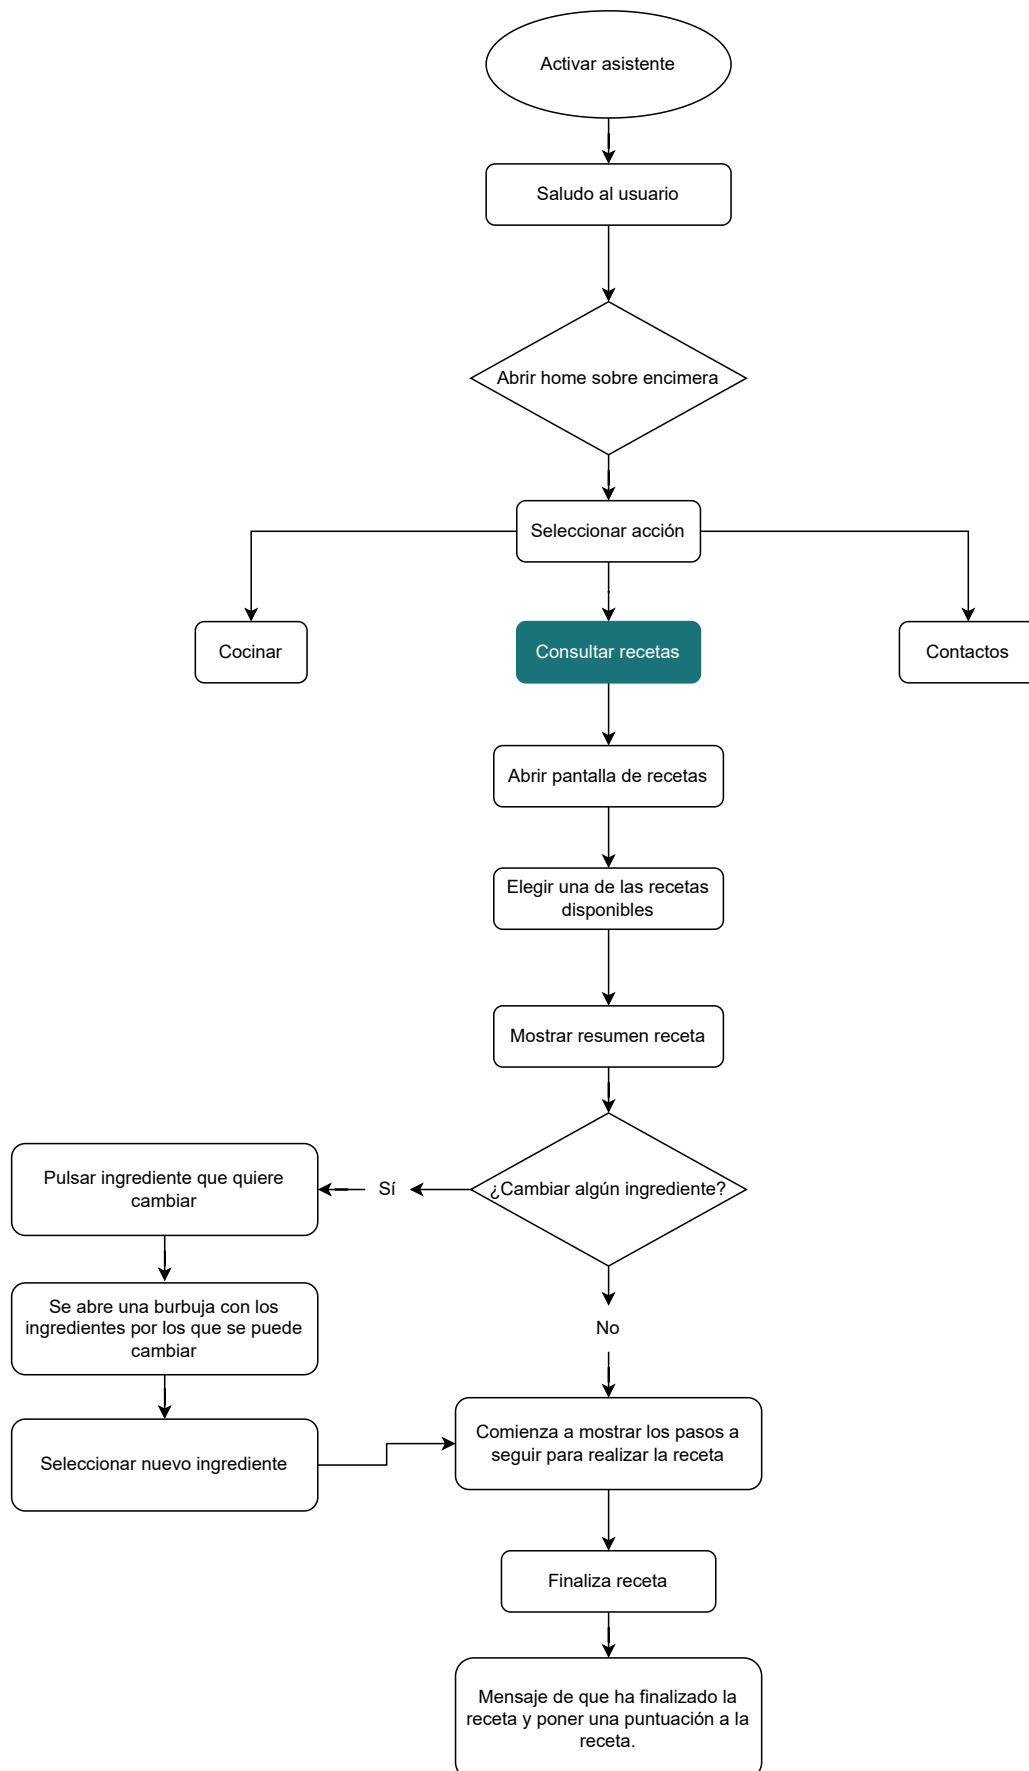 Activar asistente
Saludo al usuario
Abrir home sobre encimera
Seleccionar acción
Cocinar
Consultar recetas
Contactos
Abrir pantalla de recetas
Elegir una de las recetas
disponibles
Mostrar resumen receta
¿Cambiar algún ingrediente?
Sí
Pulsar ingrediente que quiere
cambiar
Se abre una burbuja con los
ingredientes por los que se puede
cambiar
Seleccionar nuevo ingrediente
No
Comienza a mostrar los pasos a
seguir para realizar la receta
Finaliza receta
Mensaje de que ha finalizado la
receta y poner una puntuación a la
receta.